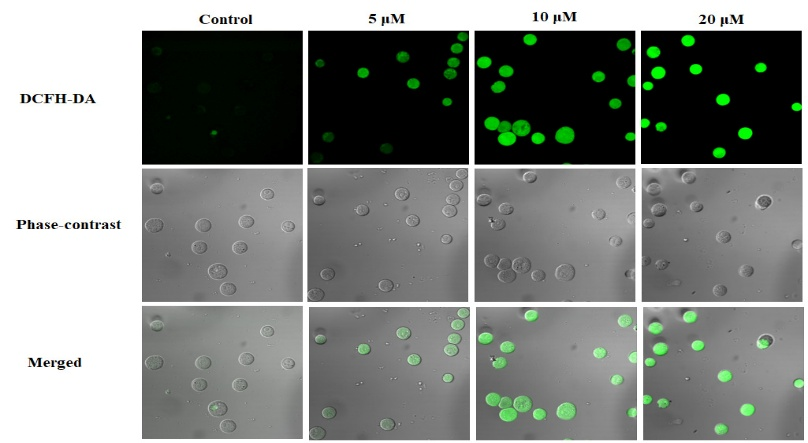 Control 5 μM 10 μM 20 μM
DCFH-DA
Phase-contrast
Merged